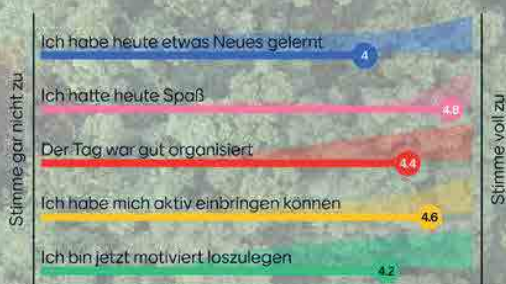 Stimme gar nicht zu
Ich habe heute etwas Neues gelernt
4
Ich hatte heute Spaß
4.8
Der Tag war gut organisiert
4.4
Ich habe mich aktiv einbringen können
4.6
Ich bin jetzt motiviert loszulegen
4.2
Stimme voll zu